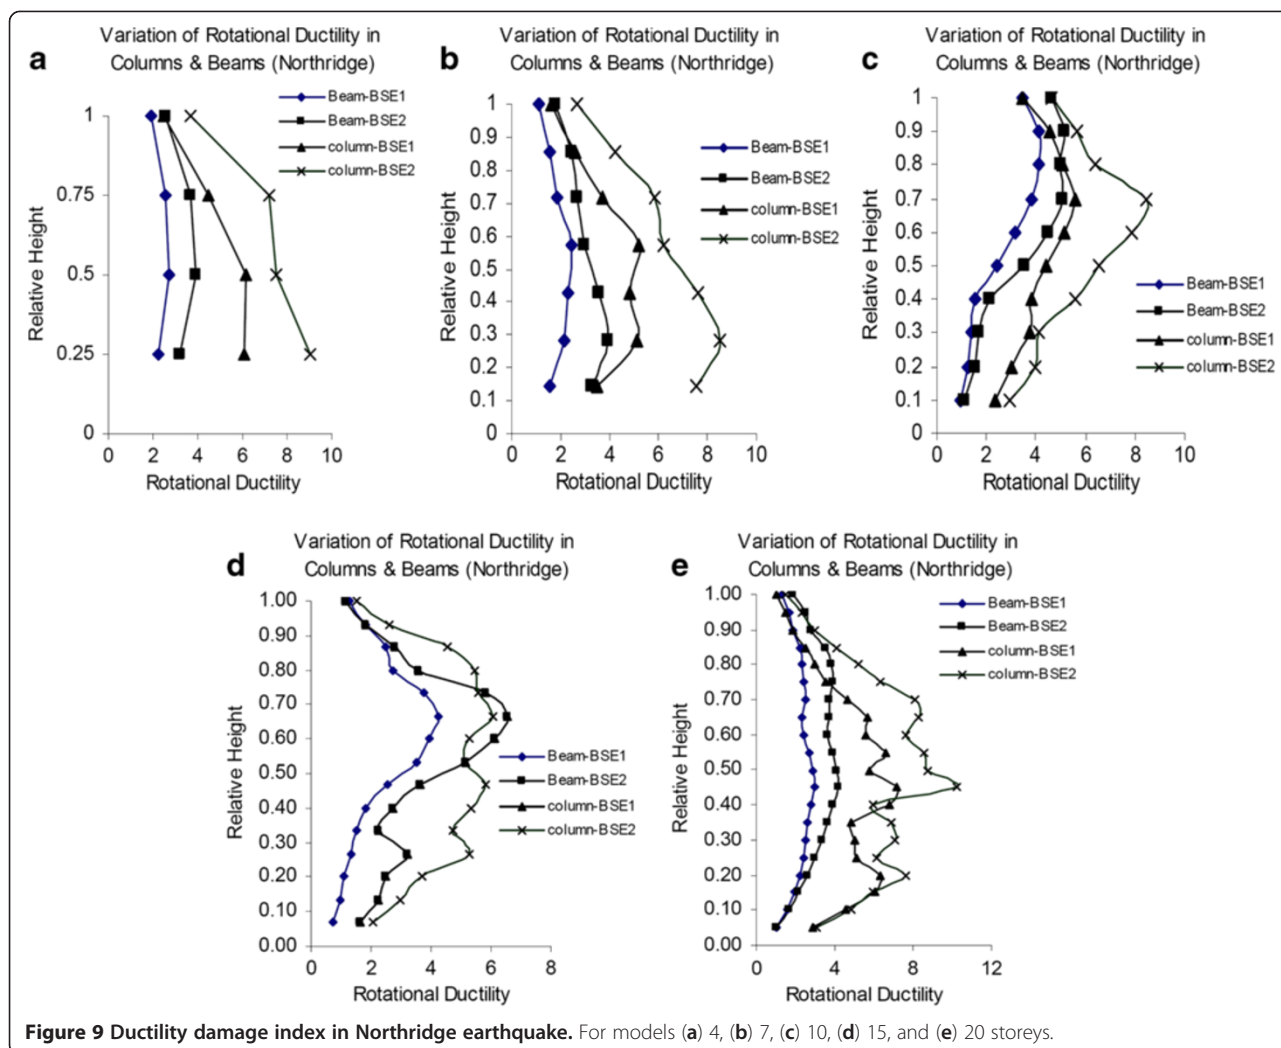 a
Variation of Rotational Ductility in
Columns & Beams (Northridge)
Beam-BSE1
Beam-BSE2
column-BSE1
column-BSE2
Relative Height
1
0.75
0.5
0.25
0
0 2 4 6 8 10
Rotational Ductility
b
Variation of Rotational Ductility in
Columns & Beams (Northridge)
Beam-BSE1
Beam-BSE2
column-BSE1
column-BSE2
Relative Height
1
0.9
0.8
0.7
0.6
0.5
0.4
0.3
0.2
0.1
0
0 2 4 6 8 10
Rotational Ductility
c
Variation of Rotational Ductility in
Columns & Beams (Northridge)
Beam-BSE1
Beam-BSE2
column-BSE1
column-BSE2
Relative Height
1
0.9
0.8
0.7
0.6
0.5
0.4
0.3
0.2
0.1
0
0 2 4 6 8 10
Rotational Ductility
d
Variation of Rotational Ductility in
Columns & Beams (Northridge)
Beam-BSE1
Beam-BSE2
column-BSE1
column-BSE2
Relative Height
1.00
0.90
0.80
0.70
0.60
0.50
0.40
0.30
0.20
0.10
0.00
0 2 4 6 8
Rotational Ductility
e
Variation of Rotational Ductility in
Columns & Beams (Northridge)
Beam-BSE1
Beam-BSE2
column-BSE1
column-BSE2
Relative Height
1.00
0.90
0.80
0.70
0.60
0.50
0.40
0.30
0.20
0.10
0.00
0 4 8 12
Rotational Ductility
Figure 9 Ductility damage index in Northridge earthquake. For models (a) 4, (b) 7, (c) 10, (d) 15, and (e) 20 storeys.